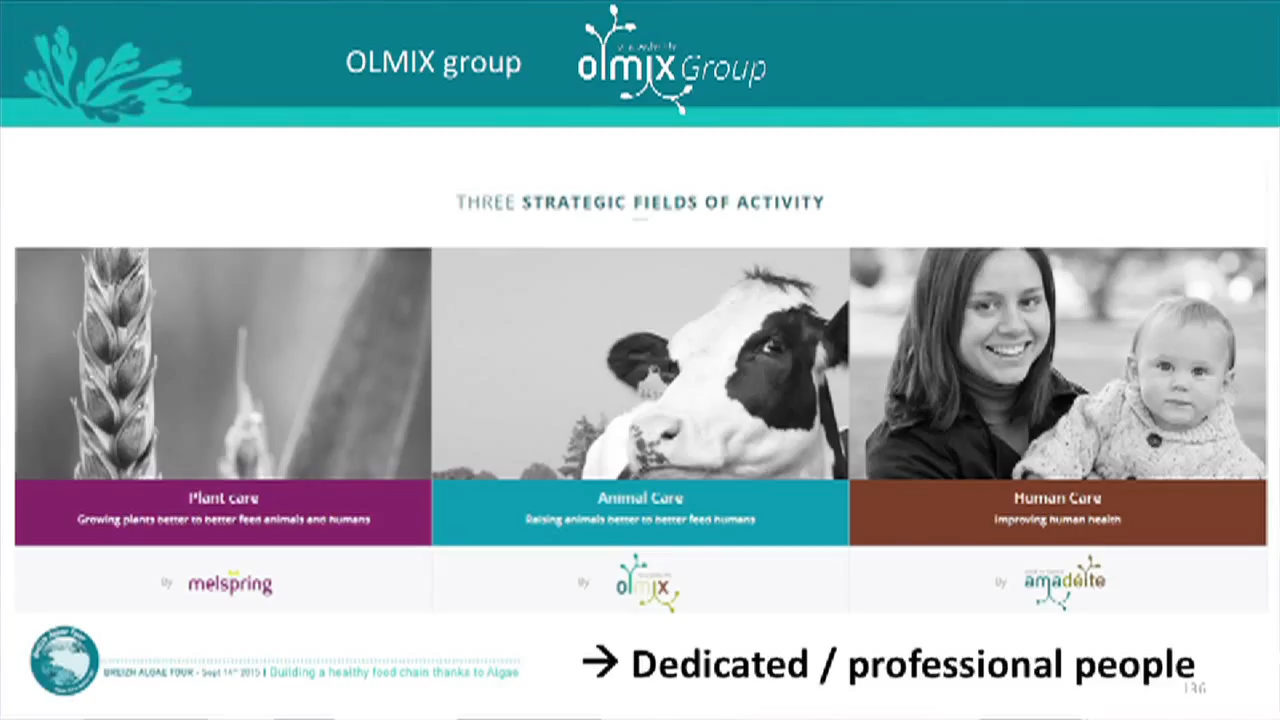 OLMIX group
olmix Group
THREE STRATEGIC FIELDS OF ACTIVITY
Plant care
Growing plants better to better feed animals and humans
Animal Care
Raising animals better to better feed humans
Human Care
Improving human health
By melspring
By olmix
By amadéite
BREIZH ALGAE TOUR - Sept 14th 2015 | Building a healthy food chain thanks to Algae
→ Dedicated / professional people
136